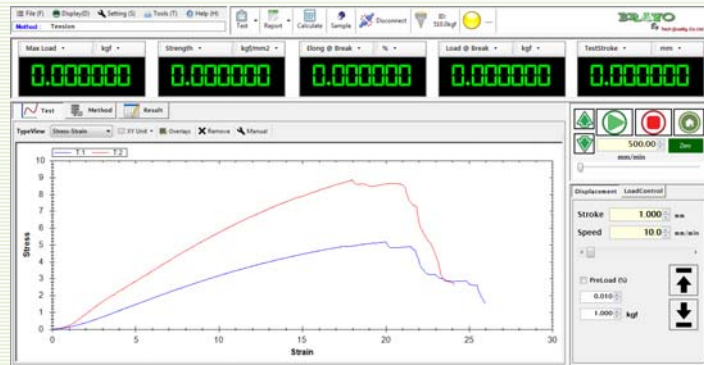 File (F) Display(D) Setting (S) Tools (T) Help (H)
Method : Tension
Test Report Calculate Sample Disconnect ID: 510.0kgf
BRAVO
By
Max Load kgf Strength kgf/mm2 Elong @ Break % Load @ Break kgf TestStroke mm
0.000000 0.000000 0.000000 0.000000 0.000000
Test Method Result
TypeView Stress-Strain XY Unit Overlays Remove Manual
T.1 T.2
10
9
8
7
6
5
4
3
2
1
0
Stress
0 5 10 15 20 25 30
Strain
500.00 Zero
mm/min
Displacement LoadControl
Stroke 1.000 mm
Speed 10.0 mm/min
PreLoad (%)
0.010
1.000 kgf